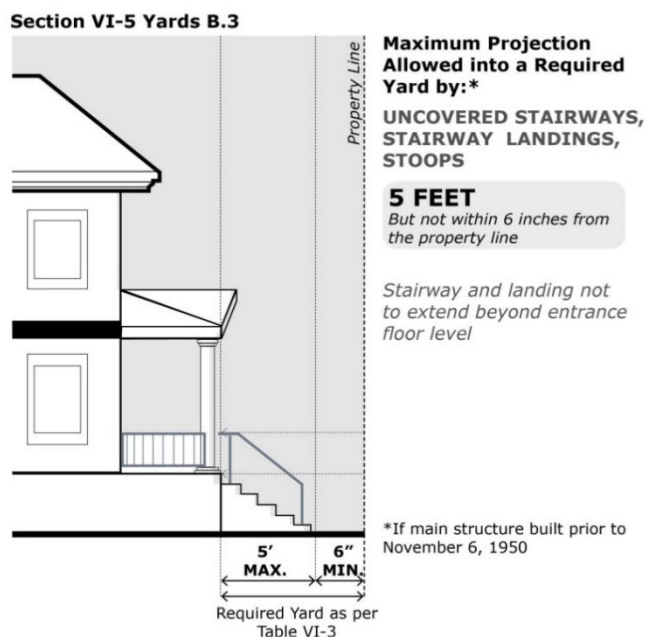 Section VI-5 Yards B.3
Property Line
Maximum Projection
Allowed into a Required
Yard by:*
UNCOVERED STAIRWAYS,
STAIRWAY LANDINGS,
STOOPS
5 FEET
But not within 6 inches from
the property line
Stairway and landing not
to extend beyond entrance
floor level
*If main structure built prior to
November 6, 1950
5’ MAX.
6” MIN.
Required Yard as per
Table VI-3